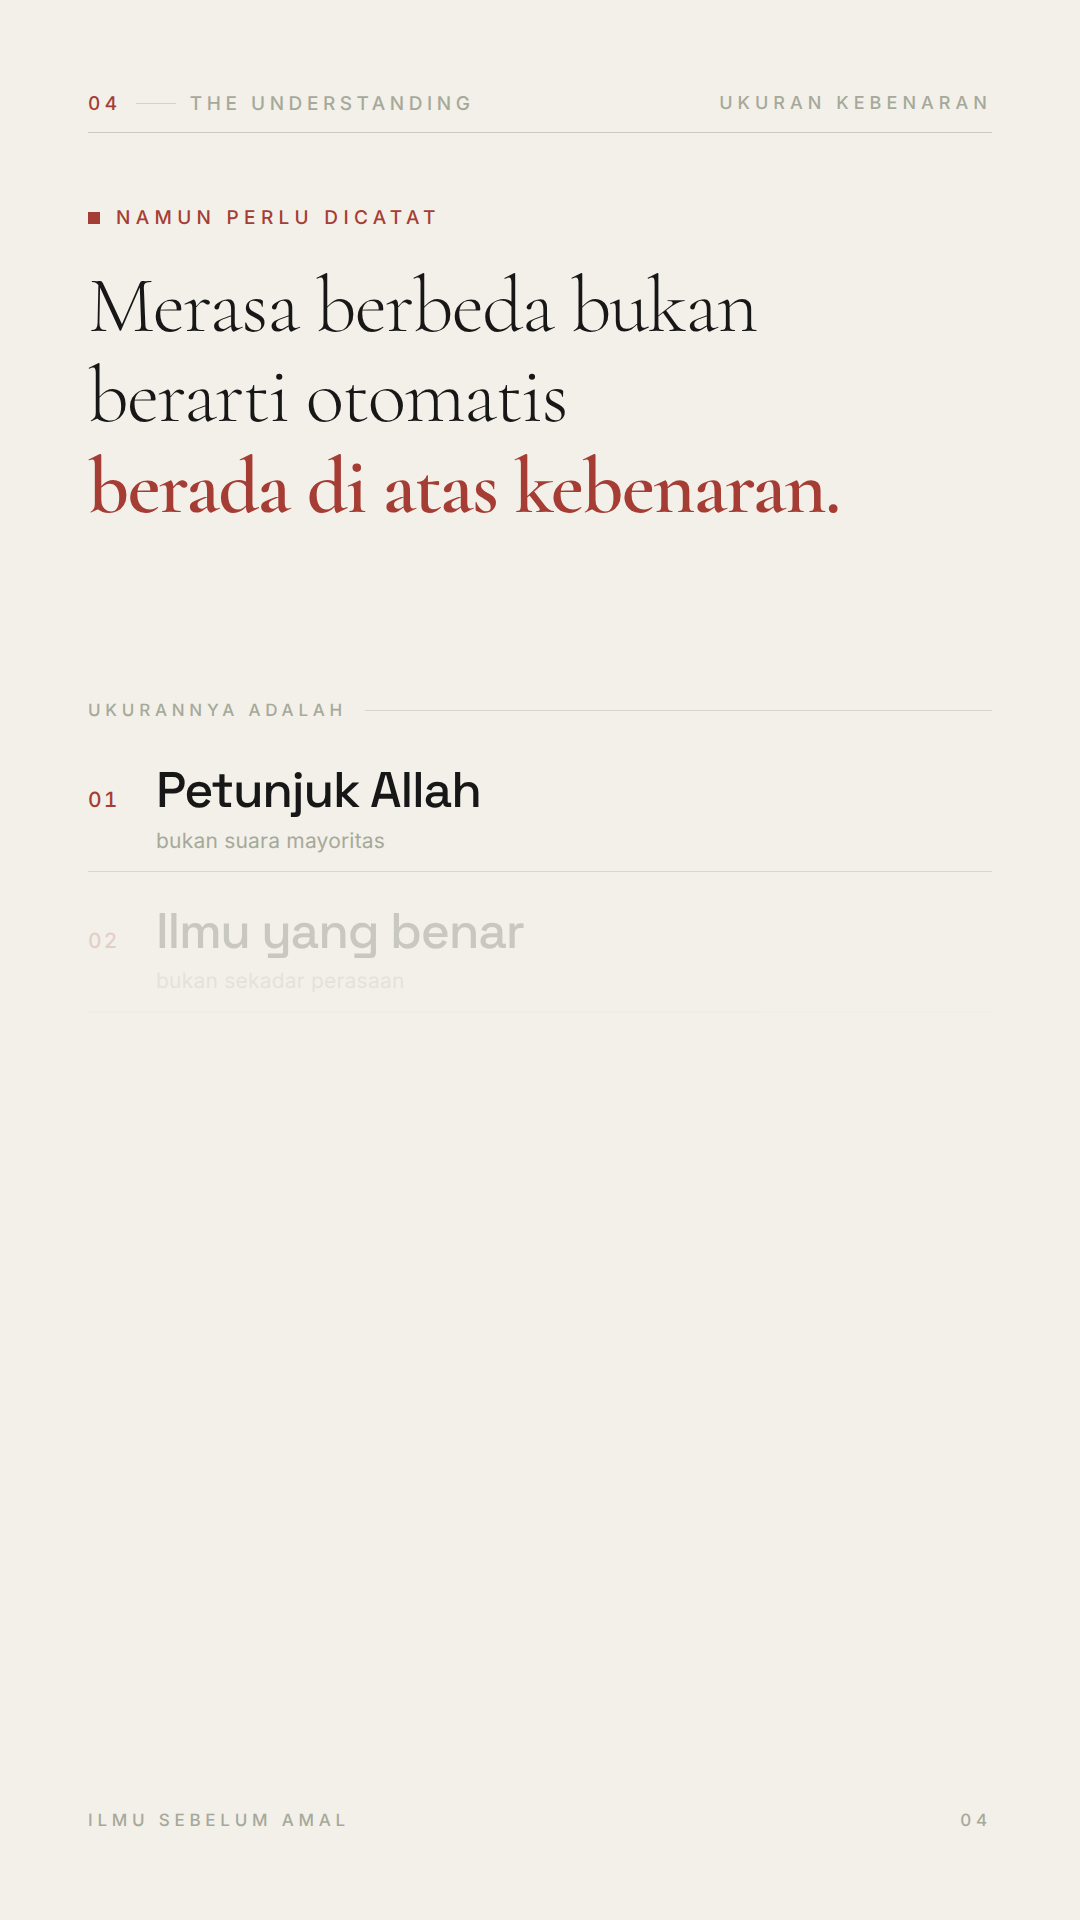 04 THE UNDERSTANDING UKURAN KEBENARAN
NAMUN PERLU DICATAT
Merasa berbeda bukan
berarti otomatis
berada di atas kebenaran.
UKURANNYA ADALAH
01 Petunjuk Allah
bukan suara mayoritas
02 Ilmu yang benar
bukan sekadar perasaan
ILMU SEBELUM AMAL 04